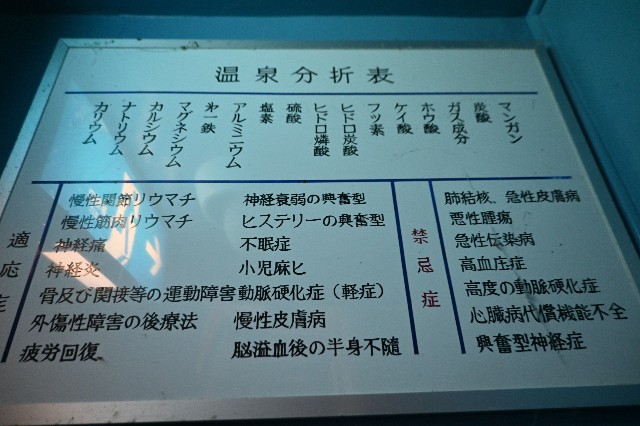 温泉分折表
マンガン
炭酸
ガス成分
ホウ酸
ケイ酸
フッ素
ヒドロ炭酸
ヒドロ燐酸
硫酸
塩素
アルミニウム
第一鉄
マグネシウム
カルシウム
ナトリウム
カリウム
適応症
慢性関節リウマチ
慢性筋肉リウマチ
神経痛
神経炎
骨及び関接等の運動障害
外傷性障害の後療法
疲労回復
神経衰弱の興奮型
ヒステリーの興奮型
不眠症
小児麻ヒ
動脈硬化症（軽症）
慢性皮膚病
脳溢血後の半身不随
禁忌症
肺結核、急性皮膚病
悪性腫瘍
急性伝染病
高血圧症
高度の動脈硬化症
心臓病代償機能不全
興奮型神経症